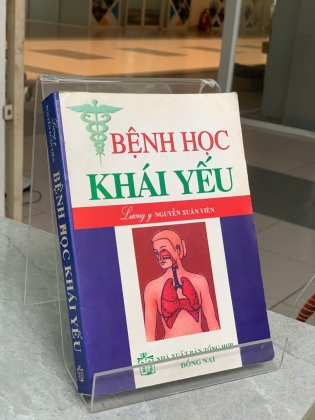 BỆNH HỌC
KHÁI YẾU
Lương y NGUYỄN XUÂN VIÊN
NHÀ XUẤT BẢN TỔNG HỢP
ĐỒNG NAI
BỆNH HỌC KHÁI YẾU